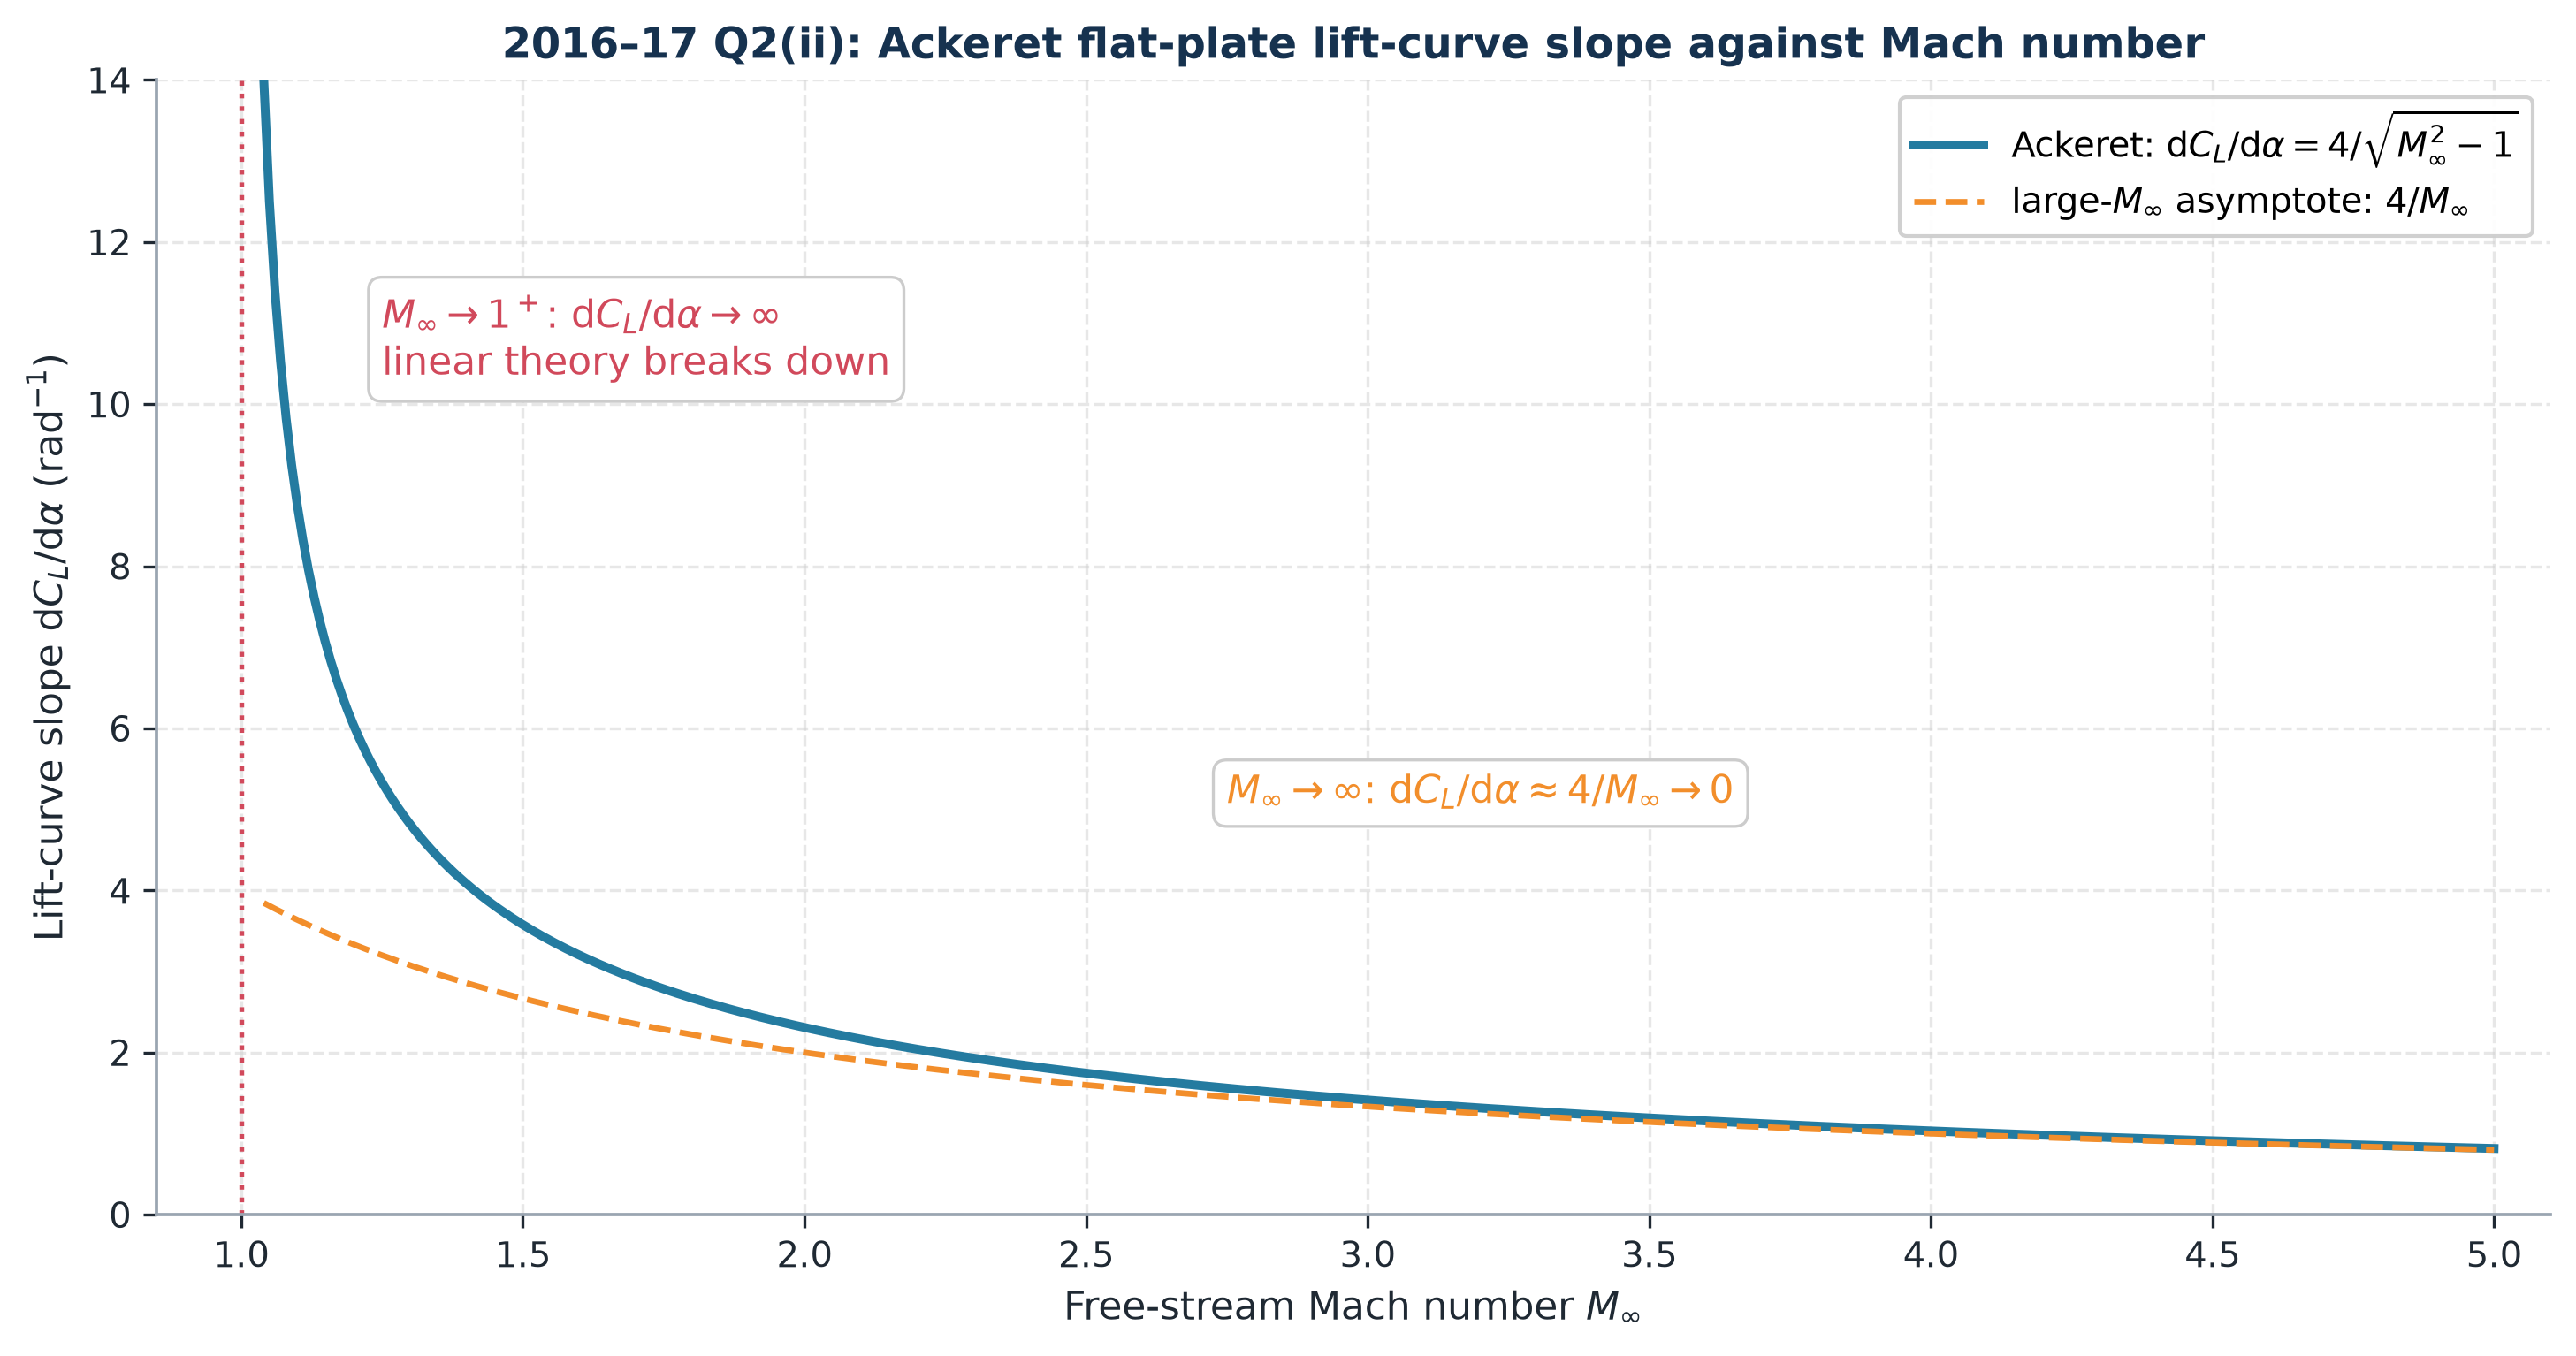 2016–17 Q2(ii): Ackeret flat-plate lift-curve slope against Mach number
Ackeret: dC_L/dα = 4/√(M_∞² − 1)
large-M_∞ asymptote: 4/M_∞
M_∞ → 1⁺: dC_L/dα → ∞
linear theory breaks down
M_∞ → ∞: dC_L/dα ≈ 4/M_∞ → 0
Lift-curve slope dC_L/dα (rad⁻¹)
14
12
10
8
6
4
2
0
1.0 1.5 2.0 2.5 3.0 3.5 4.0 4.5 5.0
Free-stream Mach number M_∞